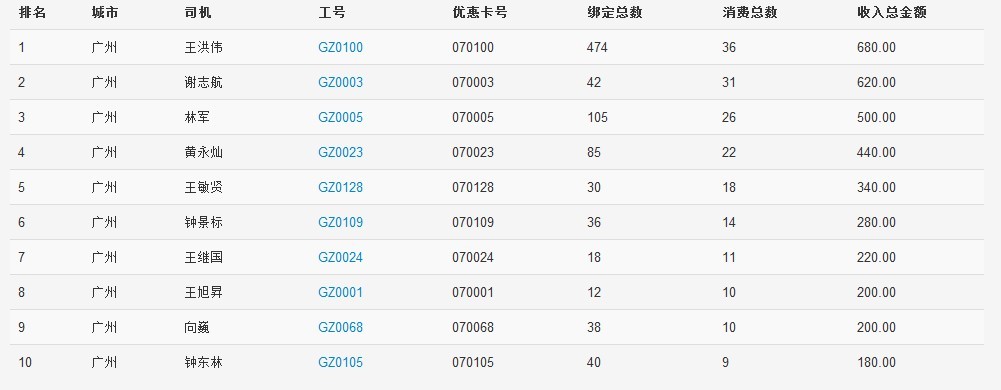 排名 城市 司机 工号 优惠卡号 绑定总数 消费总数 收入总金额
1 广州 王洪伟 GZ0100 070100 474 36 680.00
2 广州 谢志航 GZ0003 070003 42 31 620.00
3 广州 林军 GZ0005 070005 105 26 500.00
4 广州 黄永灿 GZ0023 070023 85 22 440.00
5 广州 王敏贤 GZ0128 070128 30 18 340.00
6 广州 钟景标 GZ0109 070109 36 14 280.00
7 广州 王继国 GZ0024 070024 18 11 220.00
8 广州 王旭昇 GZ0001 070001 12 10 200.00
9 广州 向巍 GZ0068 070068 38 10 200.00
10 广州 钟东林 GZ0105 070105 40 9 180.00